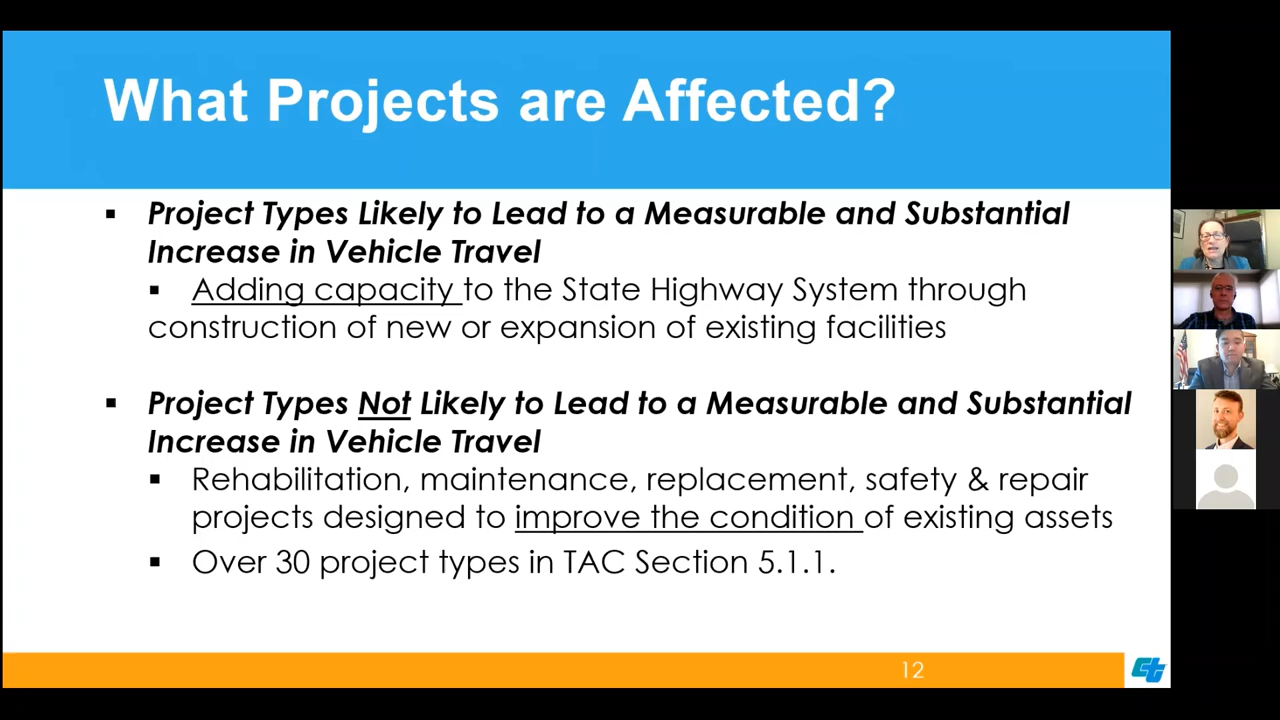 What Projects are Affected?
▪ Project Types Likely to Lead to a Measurable and Substantial
Increase in Vehicle Travel
▪ Adding capacity to the State Highway System through
construction of new or expansion of existing facilities
▪ Project Types Not Likely to Lead to a Measurable and Substantial
Increase in Vehicle Travel
▪ Rehabilitation, maintenance, replacement, safety & repair
projects designed to improve the condition of existing assets
▪ Over 30 project types in TAC Section 5.1.1.
12
ct